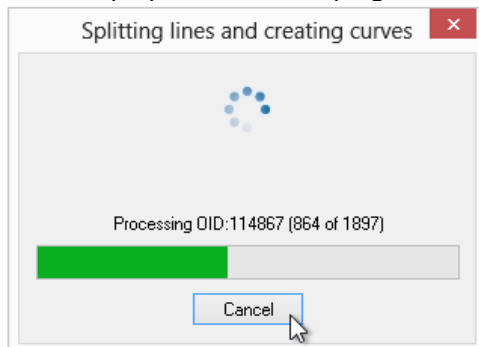 Splitting lines and creating curves
Processing OID:114867 (864 of 1897)
Cancel